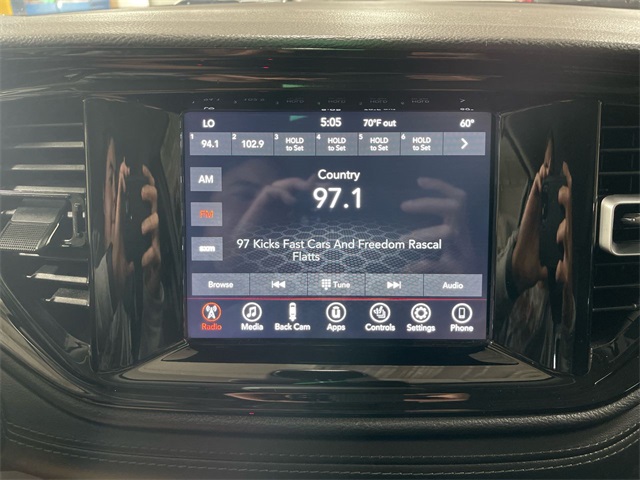 LO 5:05 70°F out 60°
1 94.1 2 102.9 3 HOLD to Set 4 HOLD to Set 5 HOLD to Set 6 HOLD to Set >
AM
Country
97.1
FM
97 Kicks Fast Cars And Freedom Rascal
Flatts
Browse Tune Audio
Radio Media Back Cam Apps Controls Settings Phone